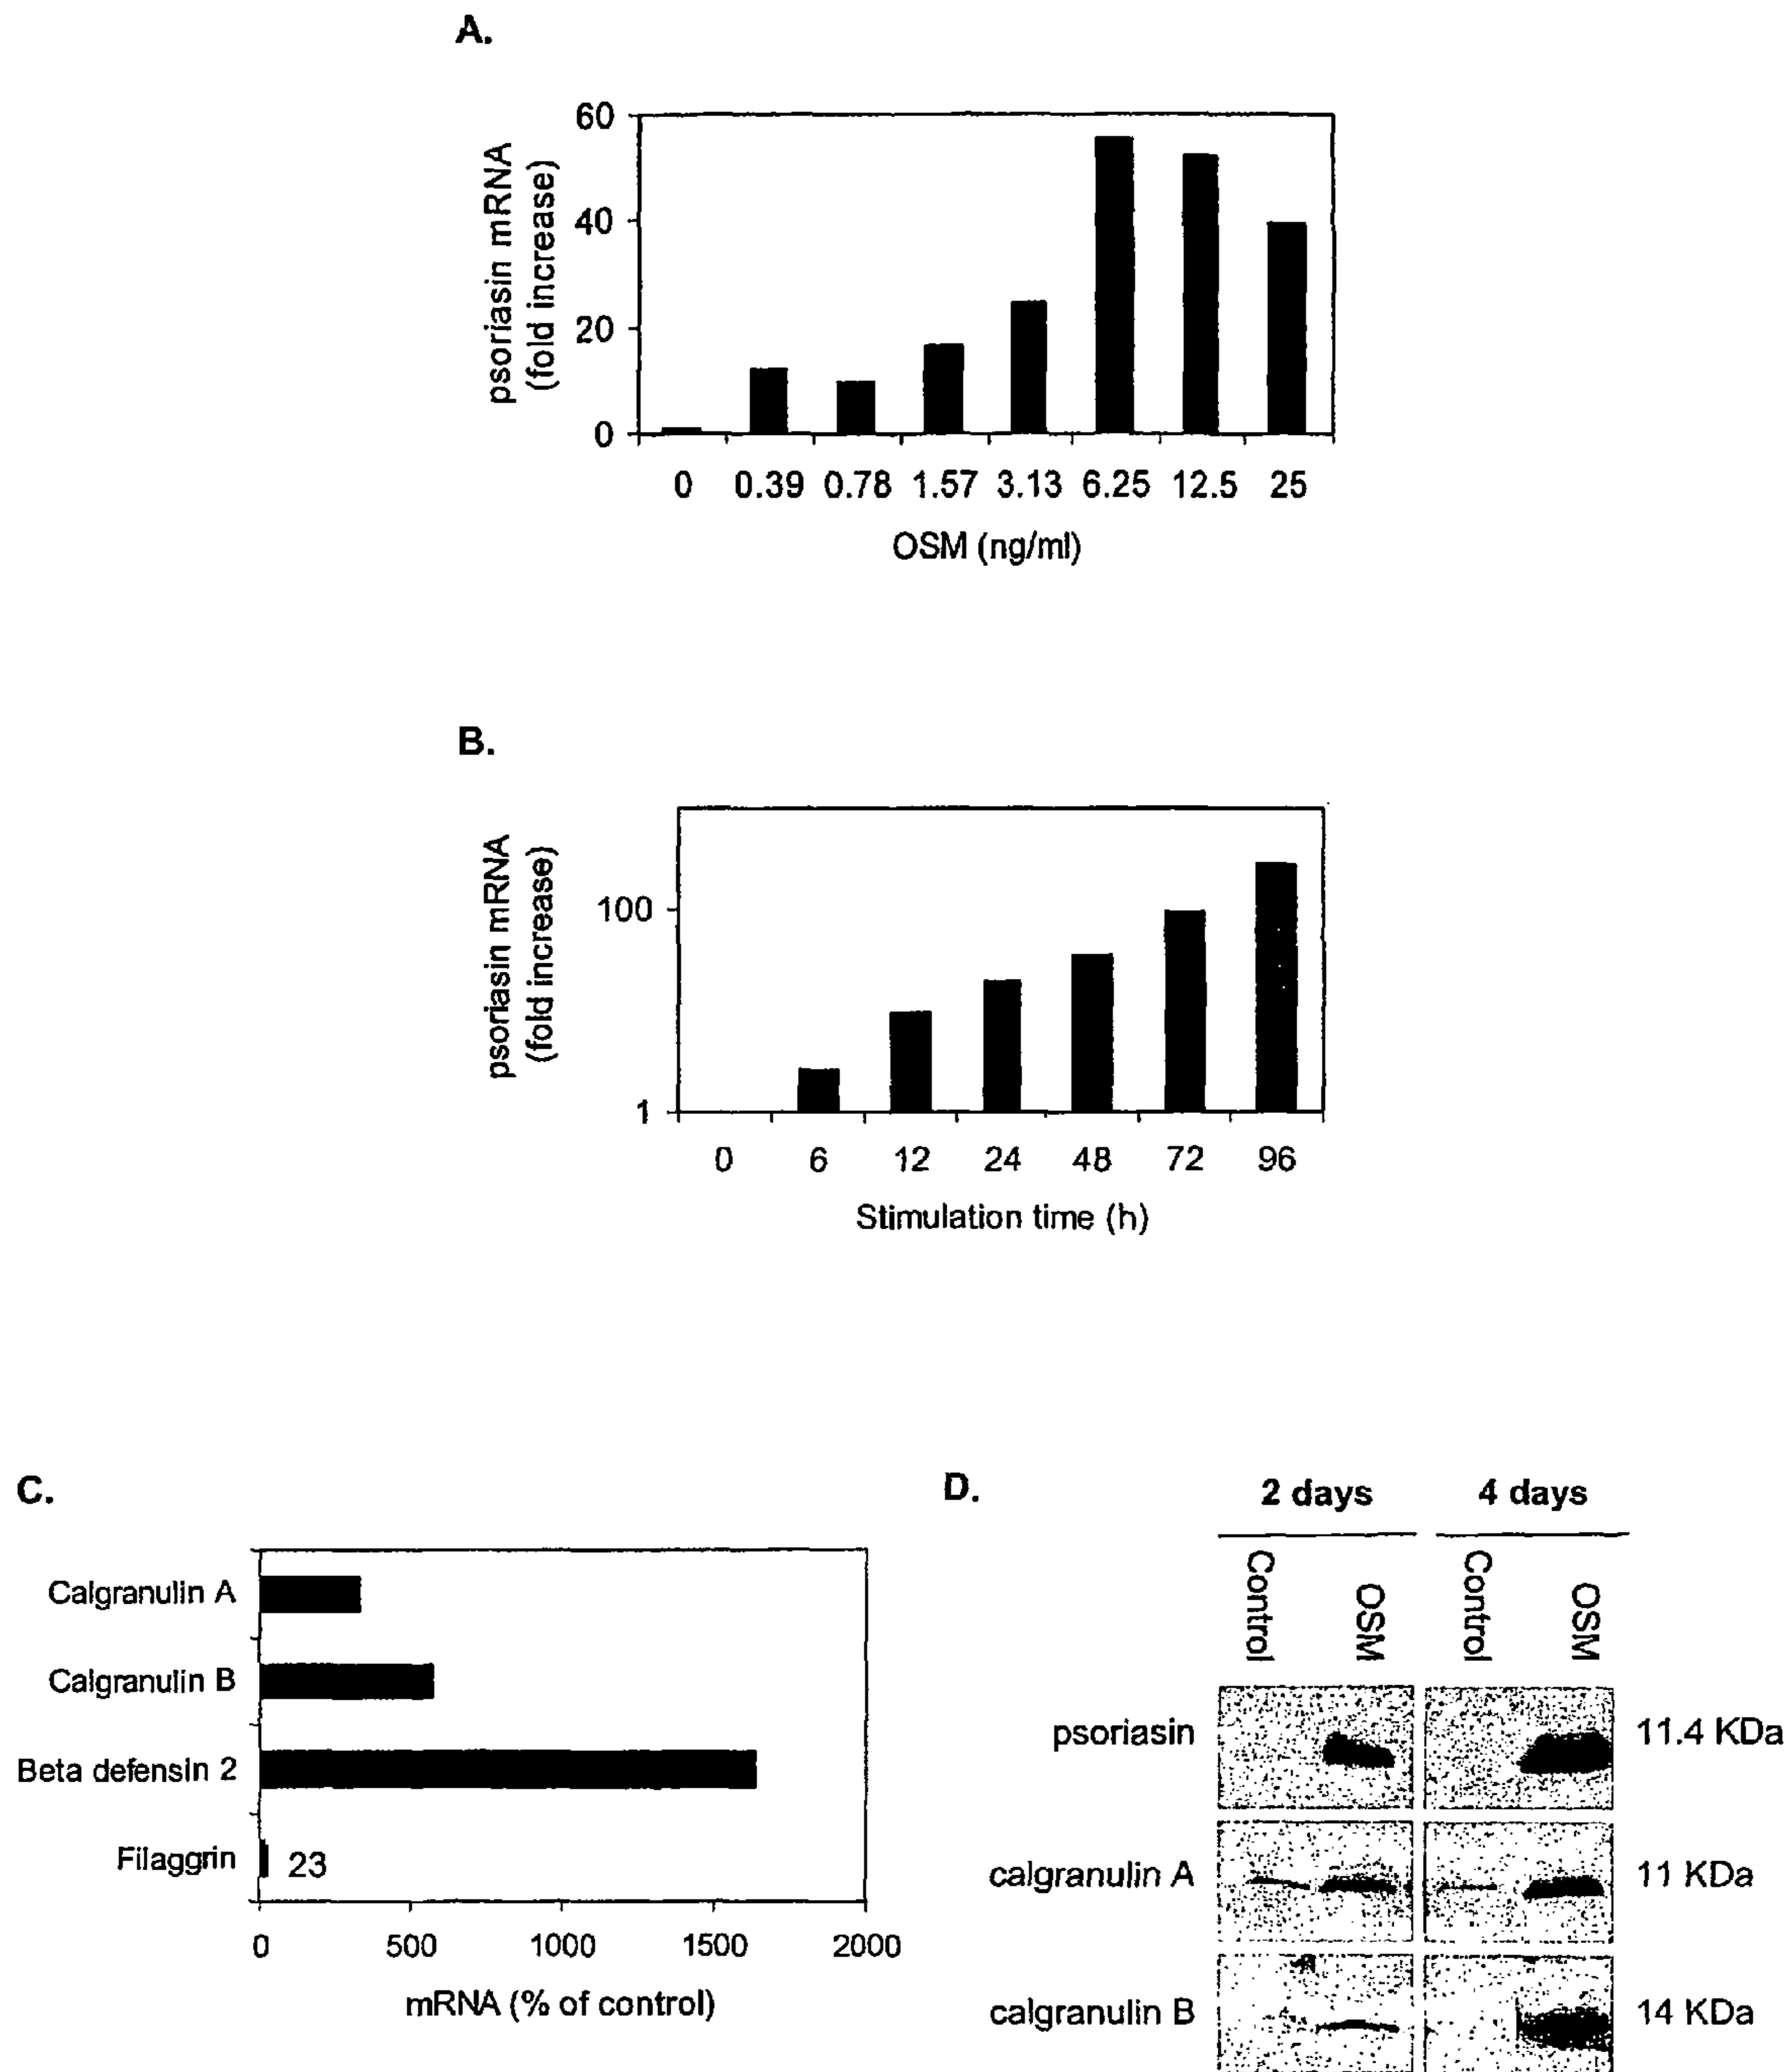 A.
psoriasin mRNA
(fold increase)
60
40
20
0
0 0.39 0.78 1.57 3.13 6.25 12.5 25
OSM (ng/ml)
B.
psoriasin mRNA
(fold increase)
100
1
0 6 12 24 48 72 96
Stimulation time (h)
C.
Calgranulin A
Calgranulin B
Beta defensin 2
Filaggrin 23
0 500 1000 1500 2000
mRNA (% of control)
D.
2 days 4 days
Control OSM Control OSM
psoriasin 11.4 KDa
calgranulin A 11 KDa
calgranulin B 14 KDa